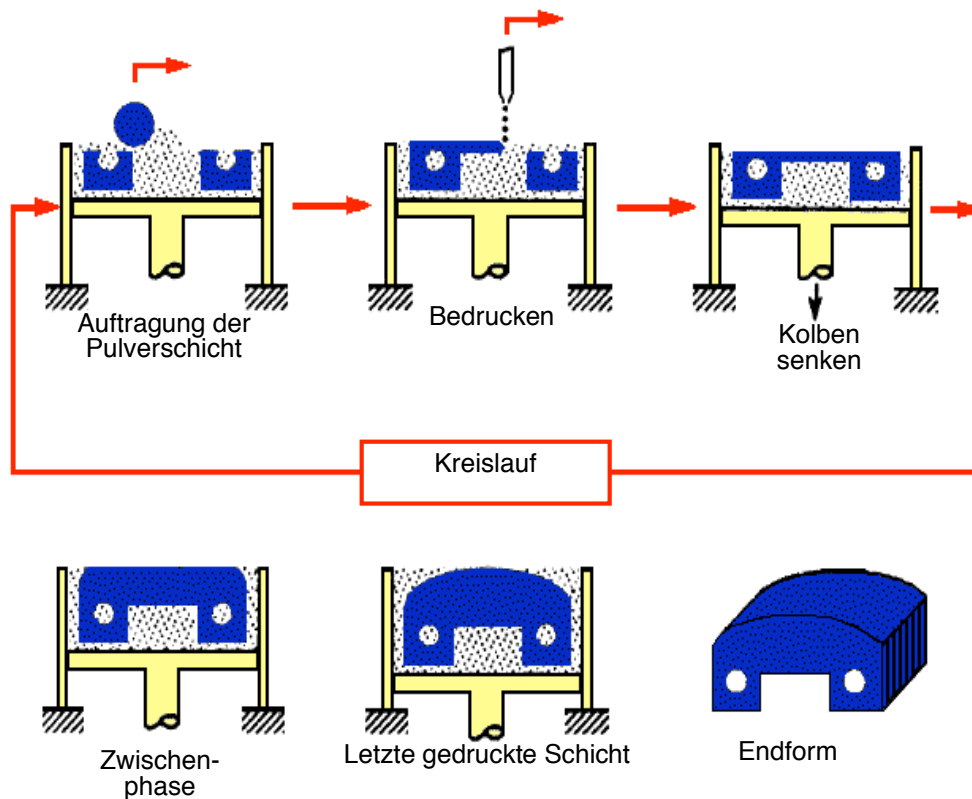 Auftragung der
Pulverschicht
Bedrucken
Kolben
senken
Kreislauf
Zwischen-
phase
Letzte gedruckte Schicht
Endform